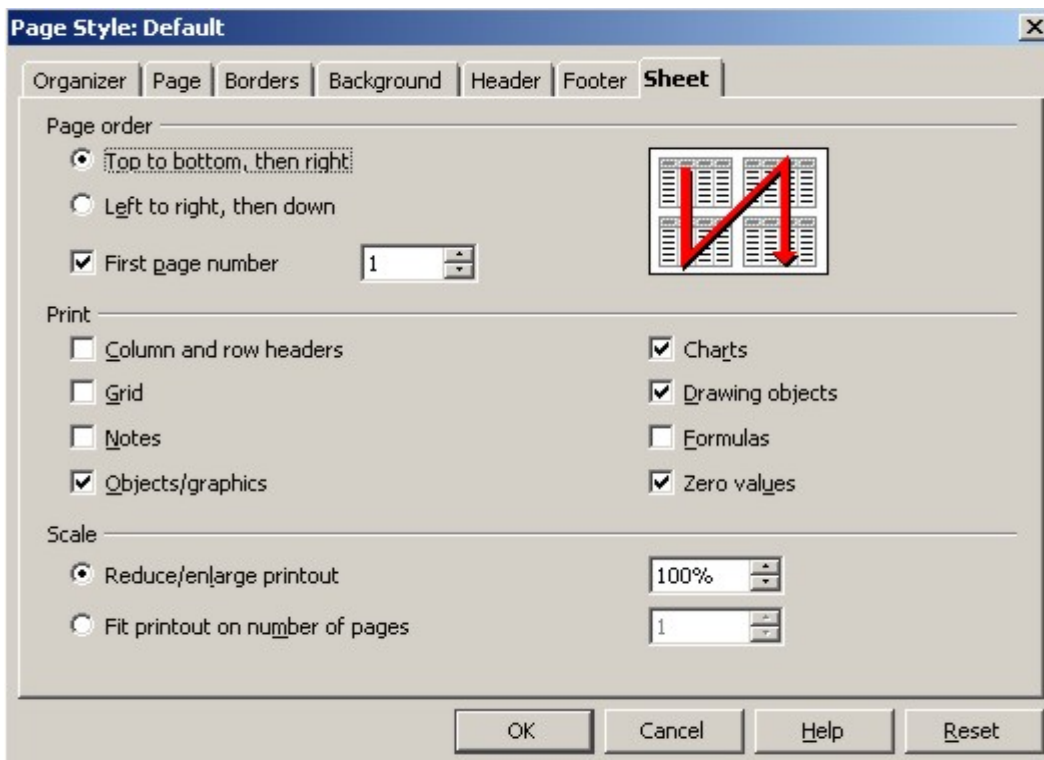 Page Style: Default
Organizer Page Borders Background Header Footer Sheet
Page order
Top to bottom, then right
Left to right, then down
First page number 1
Print
Column and row headers
Charts
Grid
Drawing objects
Notes
Formulas
Objects/graphics
Zero values
Scale
Reduce/enlarge printout 100%
Fit printout on number of pages 1
OK Cancel Help Reset